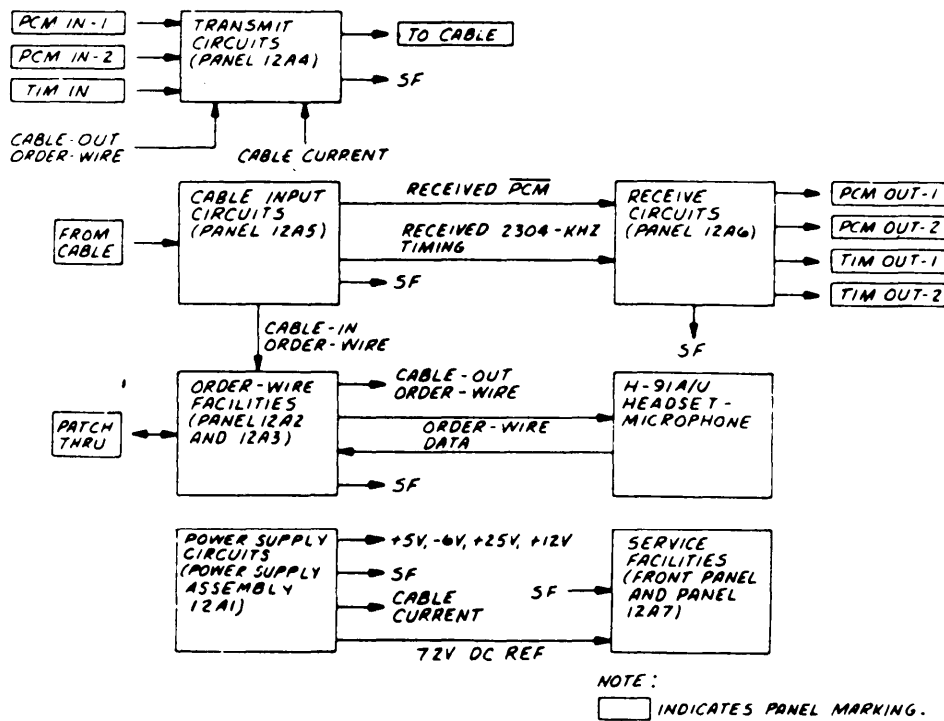 PCM IN-1
PCM IN-2
TIM IN
TRANSMIT
CIRCUITS
(PANEL 12A4)
TO CABLE
SF
CABLE-OUT
ORDER-WIRE
CABLE CURRENT
FROM
CABLE
CABLE INPUT
CIRCUITS
(PANEL 12A5)
RECEIVED P̅C̅M̅
RECEIVED 2304-KHZ
TIMING
SF
RECEIVE
CIRCUITS
(PANEL 12A6)
PCM OUT-1
PCM OUT-2
TIM OUT-1
TIM OUT-2
SF
CABLE-IN
ORDER-WIRE
PATCH
THRU
ORDER-WIRE
FACILITIES
(PANEL 12A2
AND 12A3)
CABLE-OUT
ORDER-WIRE
ORDER-WIRE
DATA
SF
H-91A/U
HEADSET-
MICROPHONE
POWER SUPPLY
CIRCUITS
(POWER SUPPLY
ASSEMBLY
12A1)
+5V, -6V, +25V, +12V
SF
CABLE
CURRENT
72V DC REF
SF
SERVICE
FACILITIES
(FRONT PANEL
AND PANEL
12A7)
NOTE:
INDICATES PANEL MARKING.